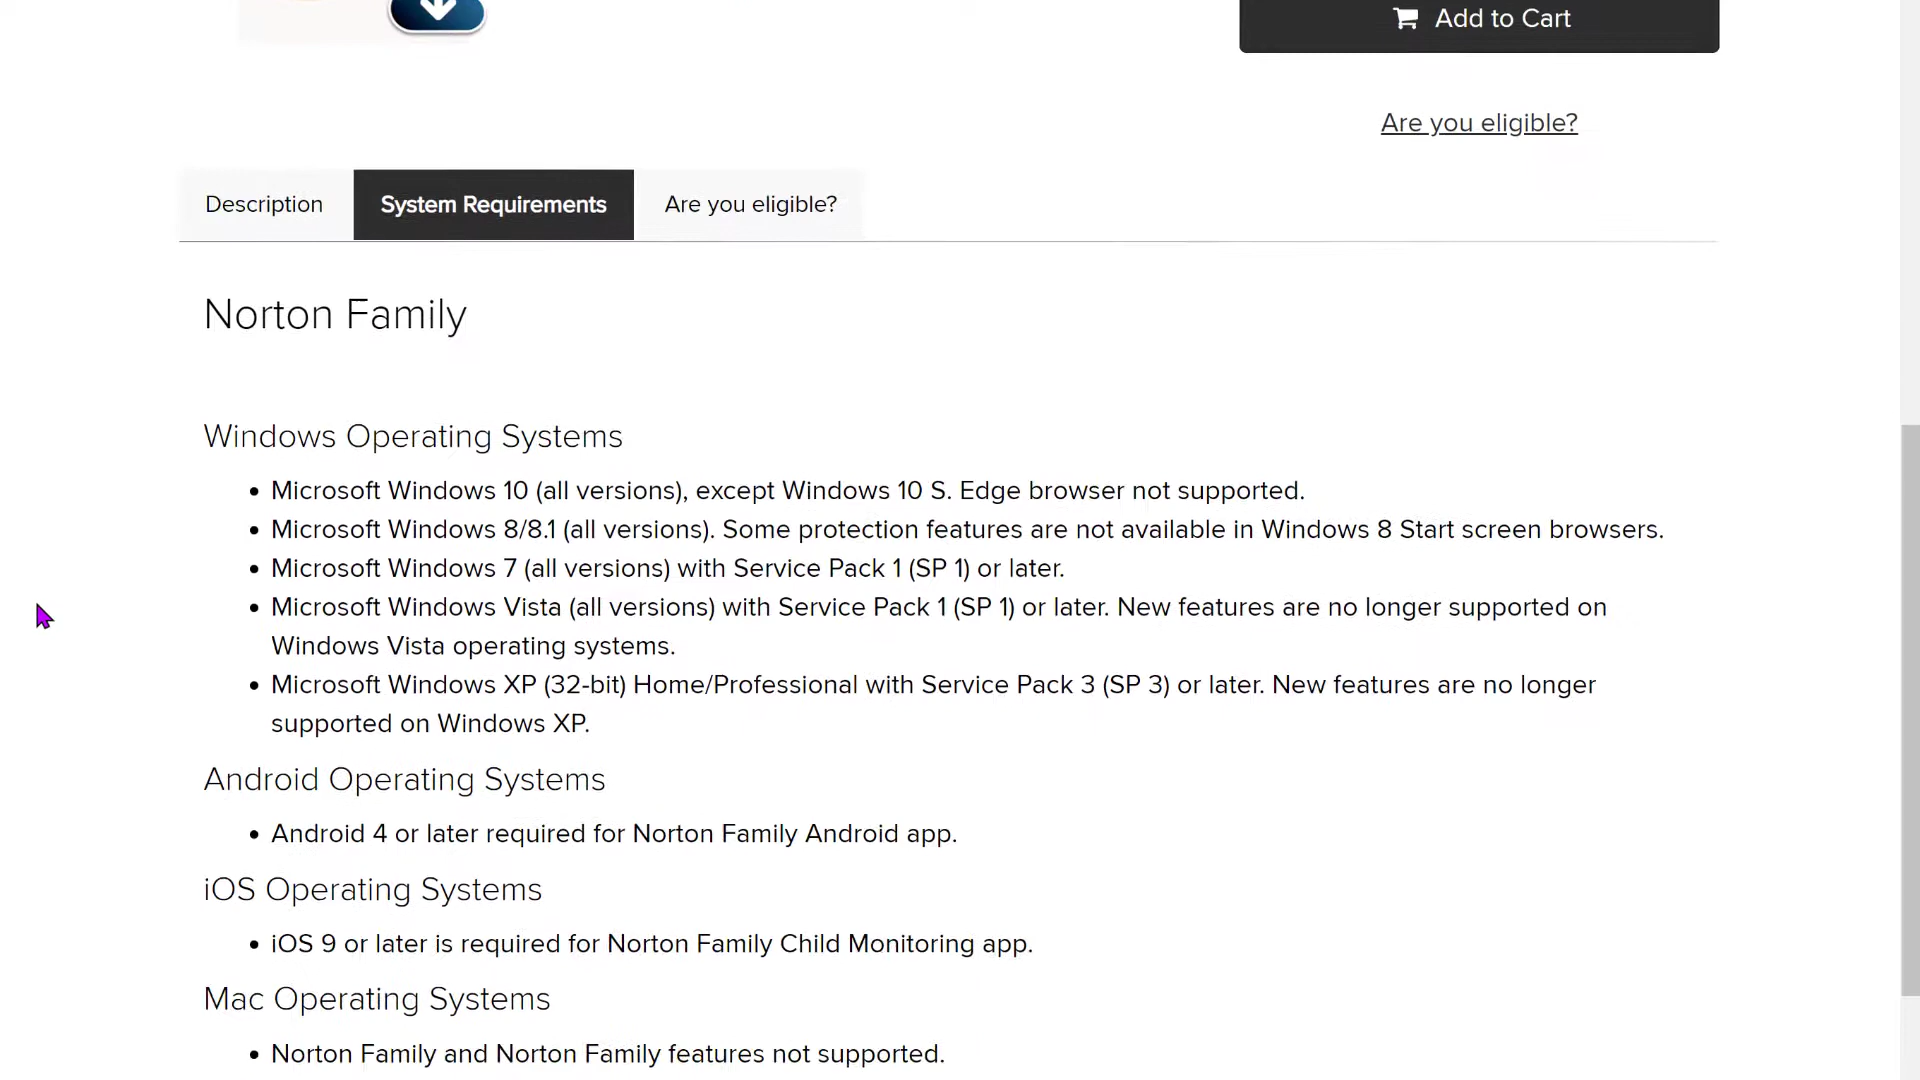 Add to Cart
Are you eligible?
Description System Requirements Are you eligible?
Norton Family
Windows Operating Systems
• Microsoft Windows 10 (all versions), except Windows 10 S. Edge browser not supported.
• Microsoft Windows 8/8.1 (all versions). Some protection features are not available in Windows 8 Start screen browsers.
• Microsoft Windows 7 (all versions) with Service Pack 1 (SP 1) or later.
• Microsoft Windows Vista (all versions) with Service Pack 1 (SP 1) or later. New features are no longer supported on
Windows Vista operating systems.
• Microsoft Windows XP (32-bit) Home/Professional with Service Pack 3 (SP 3) or later. New features are no longer
supported on Windows XP.
Android Operating Systems
• Android 4 or later required for Norton Family Android app.
iOS Operating Systems
• iOS 9 or later is required for Norton Family Child Monitoring app.
Mac Operating Systems
• Norton Family and Norton Family features not supported.